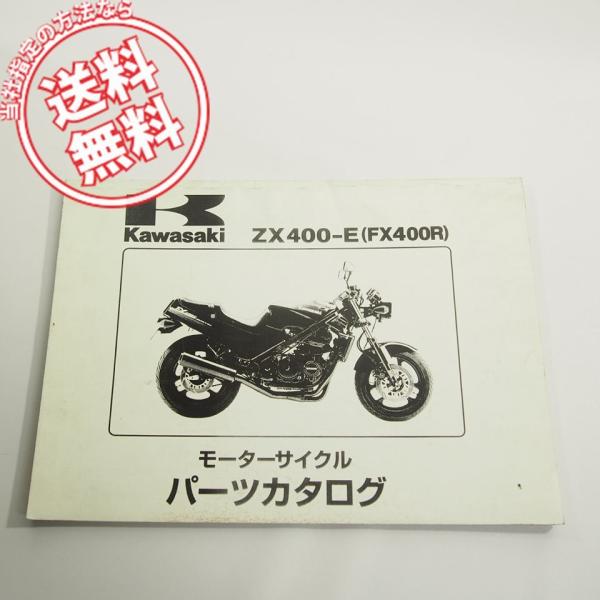 当社指定の方法なら
送料
無料
Kawasaki
ZX400-E(FX400R)
モーターサイクル
パーツカタログ